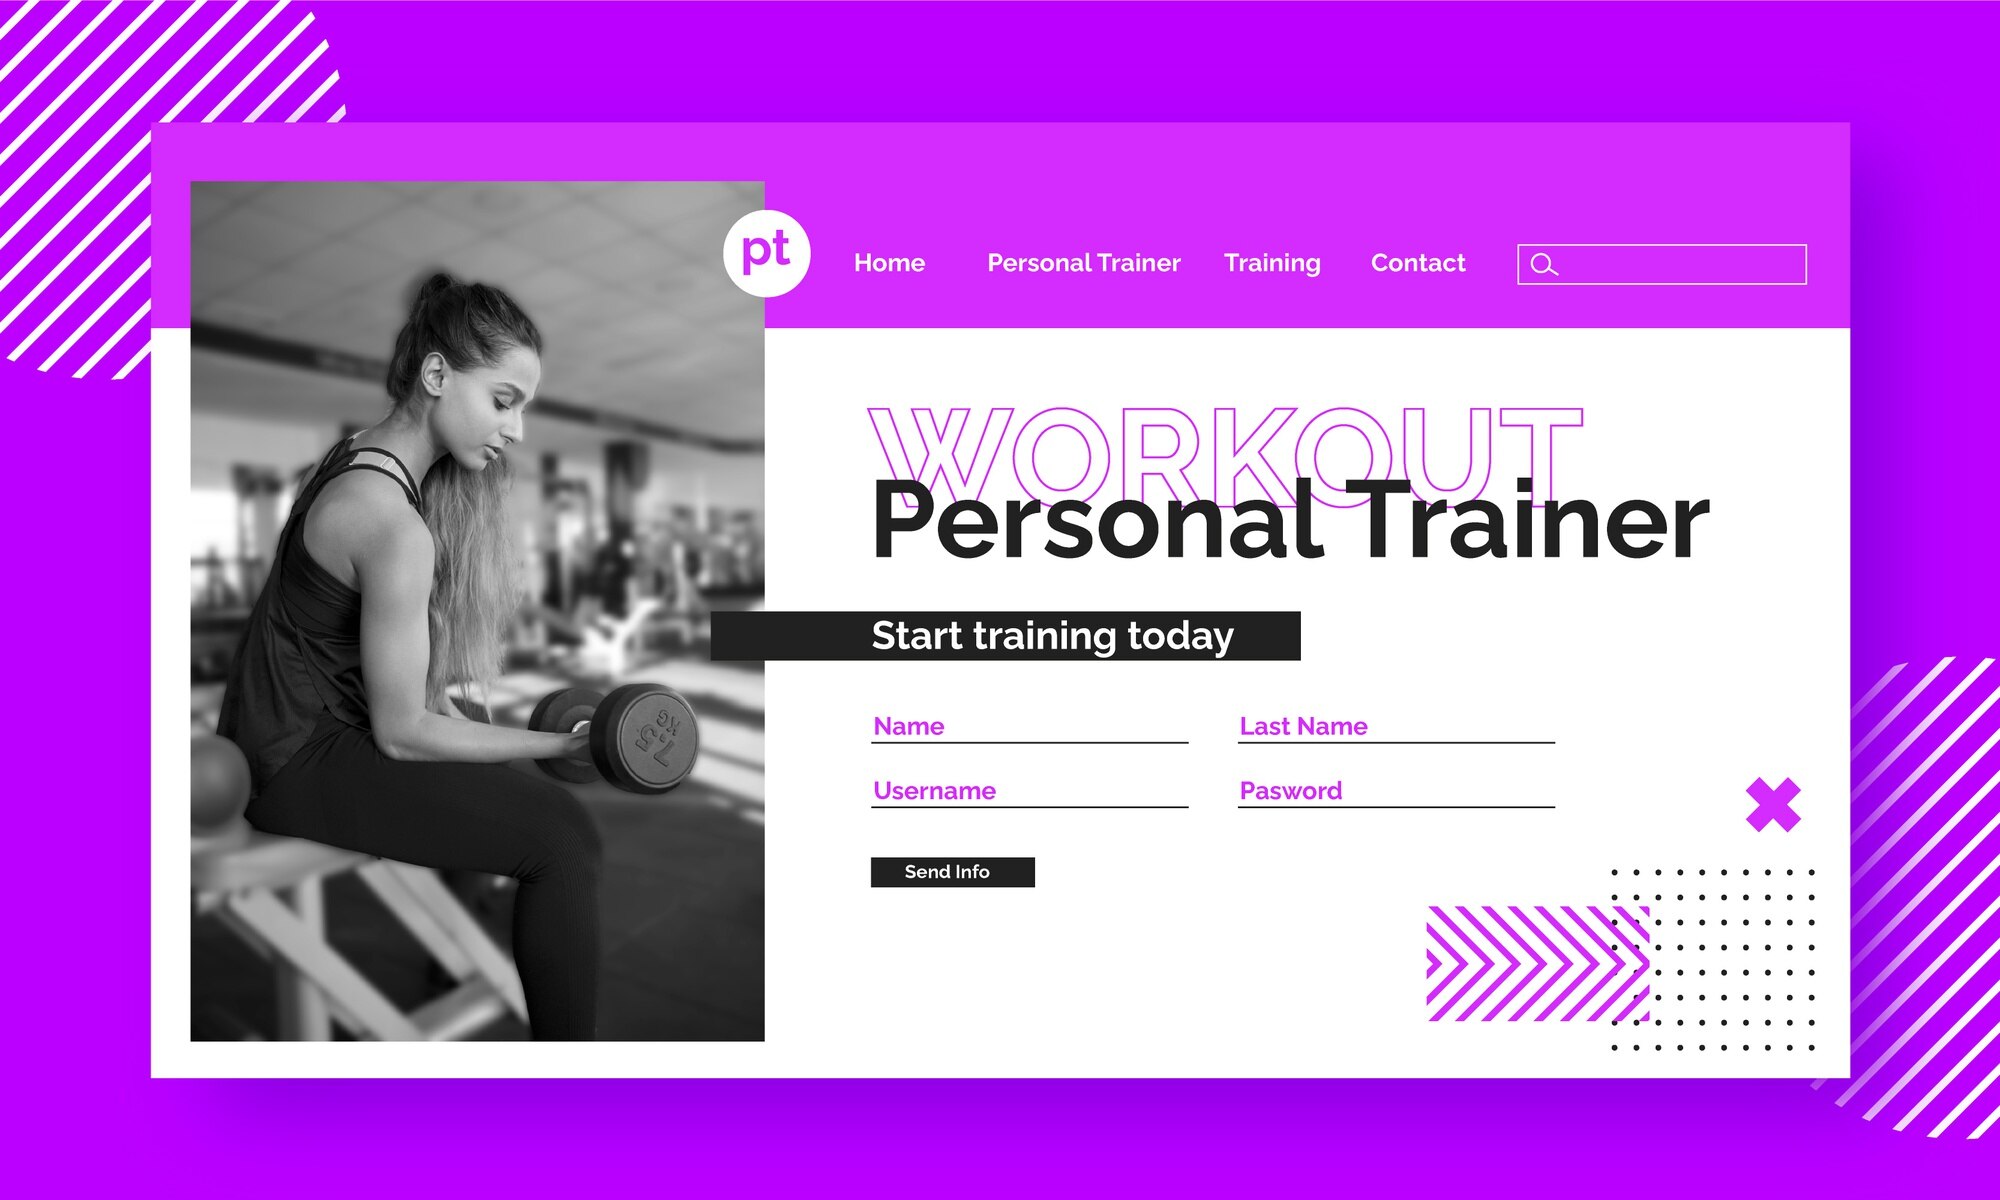 pt
Home Personal Trainer Training Contact
WORKOUT
Personal Trainer
Start training today
Name Last Name
Username Pasword
Send Info
7.5
KG